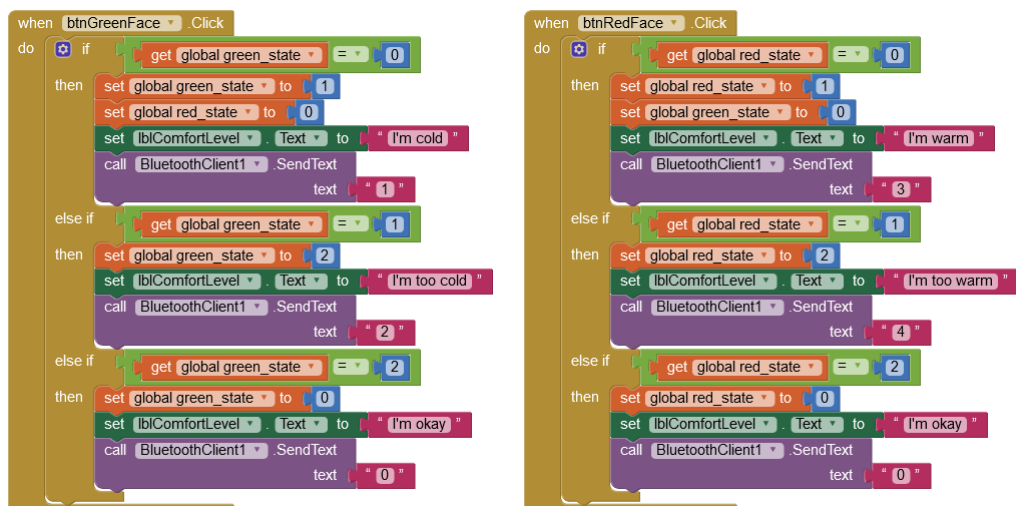 when btnGreenFace .Click
do if get global green_state = 0
then set global green_state to 1
set global red_state to 0
set lblComfortLevel . Text to “ I'm cold ”
call BluetoothClient1 .SendText
text “ 1 ”
else if get global green_state = 1
then set global green_state to 2
set lblComfortLevel . Text to “ I'm too cold ”
call BluetoothClient1 .SendText
text “ 2 ”
else if get global green_state = 2
then set global green_state to 0
set lblComfortLevel . Text to “ I'm okay ”
call BluetoothClient1 .SendText
text “ 0 ”
when btnRedFace .Click
do if get global red_state = 0
then set global red_state to 1
set global green_state to 0
set lblComfortLevel . Text to “ I'm warm ”
call BluetoothClient1 .SendText
text “ 3 ”
else if get global red_state = 1
then set global red_state to 2
set lblComfortLevel . Text to “ I'm too warm ”
call BluetoothClient1 .SendText
text “ 4 ”
else if get global red_state = 2
then set global red_state to 0
set lblComfortLevel . Text to “ I'm okay ”
call BluetoothClient1 .SendText
text “ 0 ”